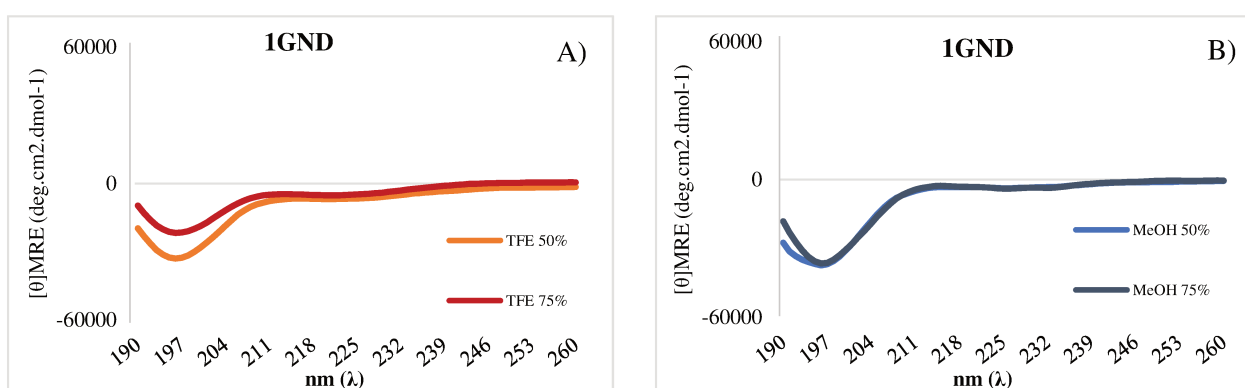 1GND
A)
60000
0
-60000
[θ]MRE (deg.cm2.dmol-1)
TFE 50%
TFE 75%
190 197 204 211 218 225 232 239 246 253 260
nm (λ)
1GND
B)
60000
0
-60000
[θ]MRE (deg.cm2.dmol-1)
MeOH 50%
MeOH 75%
190 197 204 211 218 225 232 239 246 253 260
nm (λ)